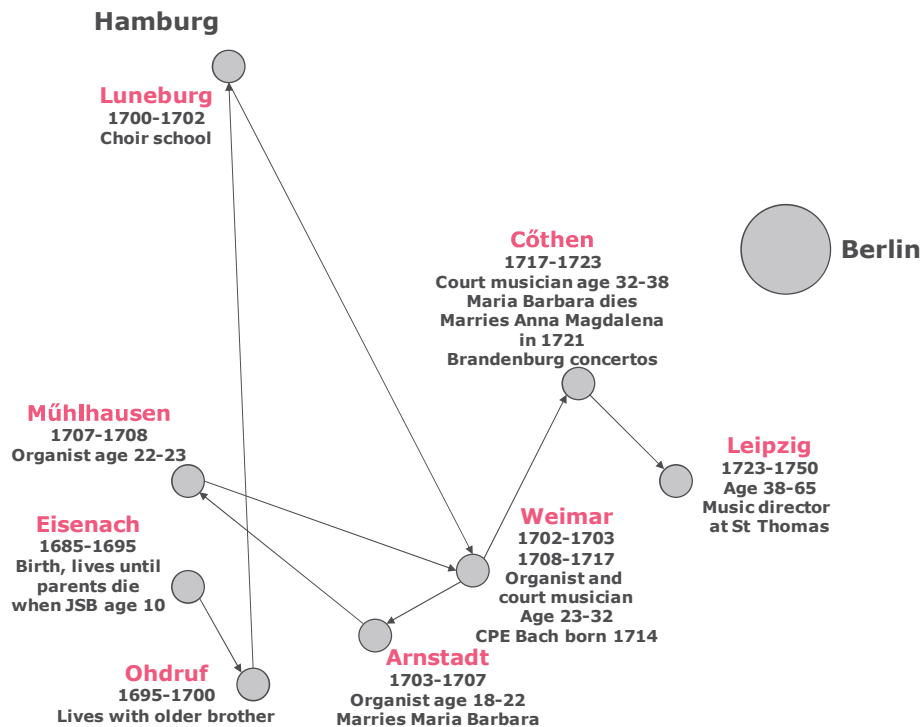 Hamburg
Luneburg
1700-1702
Choir school
Berlin
Cőthen
1717-1723
Court musician age 32-38
Maria Barbara dies
Marries Anna Magdalena
in 1721
Brandenburg concertos
Műhlhausen
1707-1708
Organist age 22-23
Leipzig
1723-1750
Age 38-65
Music director
at St Thomas
Eisenach
1685-1695
Birth, lives until
parents die
when JSB age 10
Weimar
1702-1703
1708-1717
Organist and
court musician
Age 23-32
CPE Bach born 1714
Ohdruf
1695-1700
Lives with older brother
Arnstadt
1703-1707
Organist age 18-22
Marries Maria Barbara